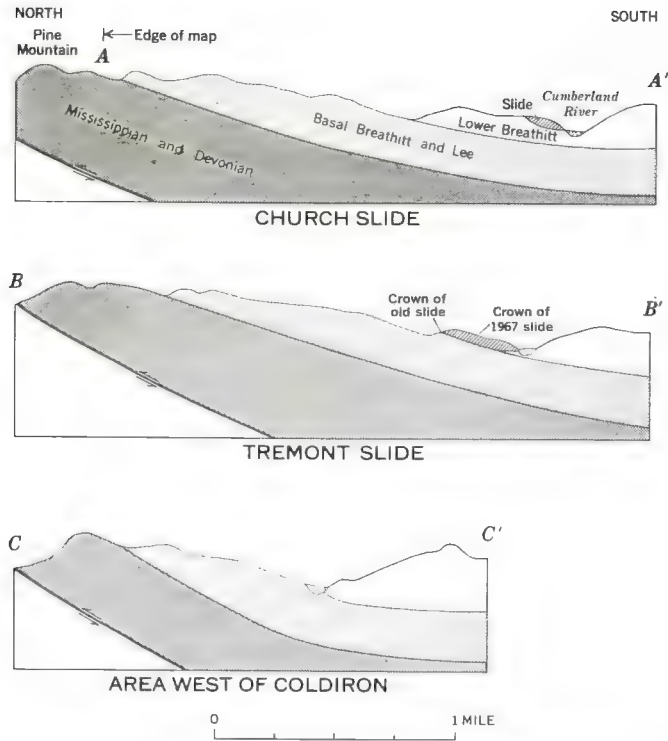 NORTH
SOUTH
Pine
Mountain
A
Edge of map
A'
Slide
Cumberland
River
Mississippian and Devonian
Basal Breathitt and Lee
Lower Breathitt
CHURCH SLIDE
B
Crown of
old slide
Crown of
1967 slide
B'
TREMONT SLIDE
C
C'
AREA WEST OF COLDIRON
0
1 MILE